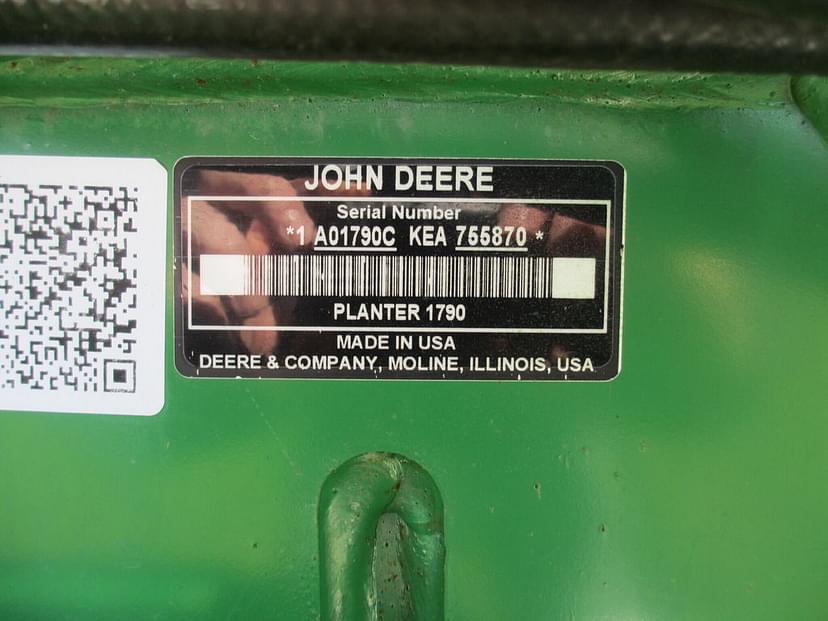 JOHN DEERE
Serial Number
*1 A01790C KEA 755870 *
PLANTER 1790
MADE IN USA
DEERE & COMPANY, MOLINE, ILLINOIS, USA